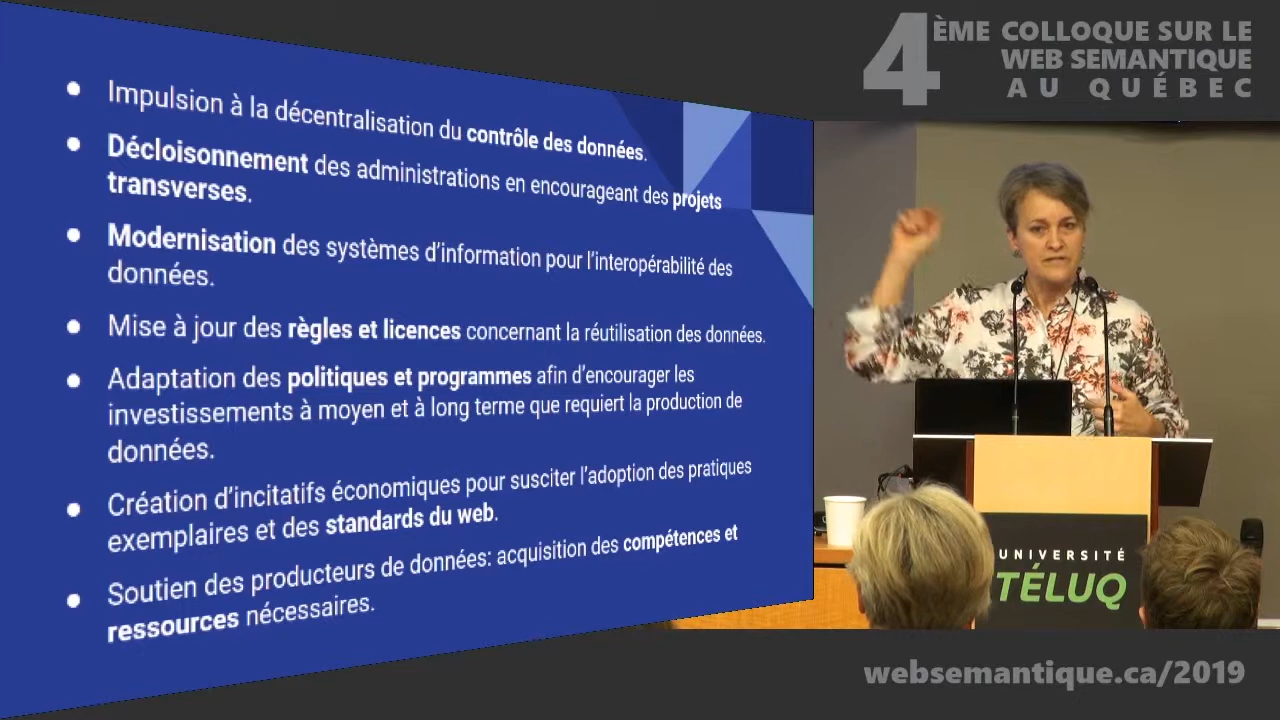 Impulsion à la décentralisation du contrôle des données.
Décloisonnement des administrations en encourageant des projets
transverses.
Modernisation des systèmes d'information pour l'interopérabilité des
données.
Mise à jour des règles et licences concernant la réutilisation des données.
Adaptation des politiques et programmes afin d'encourager les
investissements à moyen et à long terme que requiert la production de
données.
Création d'incitatifs économiques pour susciter l'adoption des pratiques
exemplaires et des standards du web.
Soutien des producteurs de données: acquisition des compétences et
ressources nécessaires.
4ÈME COLLOQUE SUR LE
WEB SEMANTIQUE
AU QUÉBEC
UNIVERSITÉ
TÉLUQ
websemantique.ca/2019